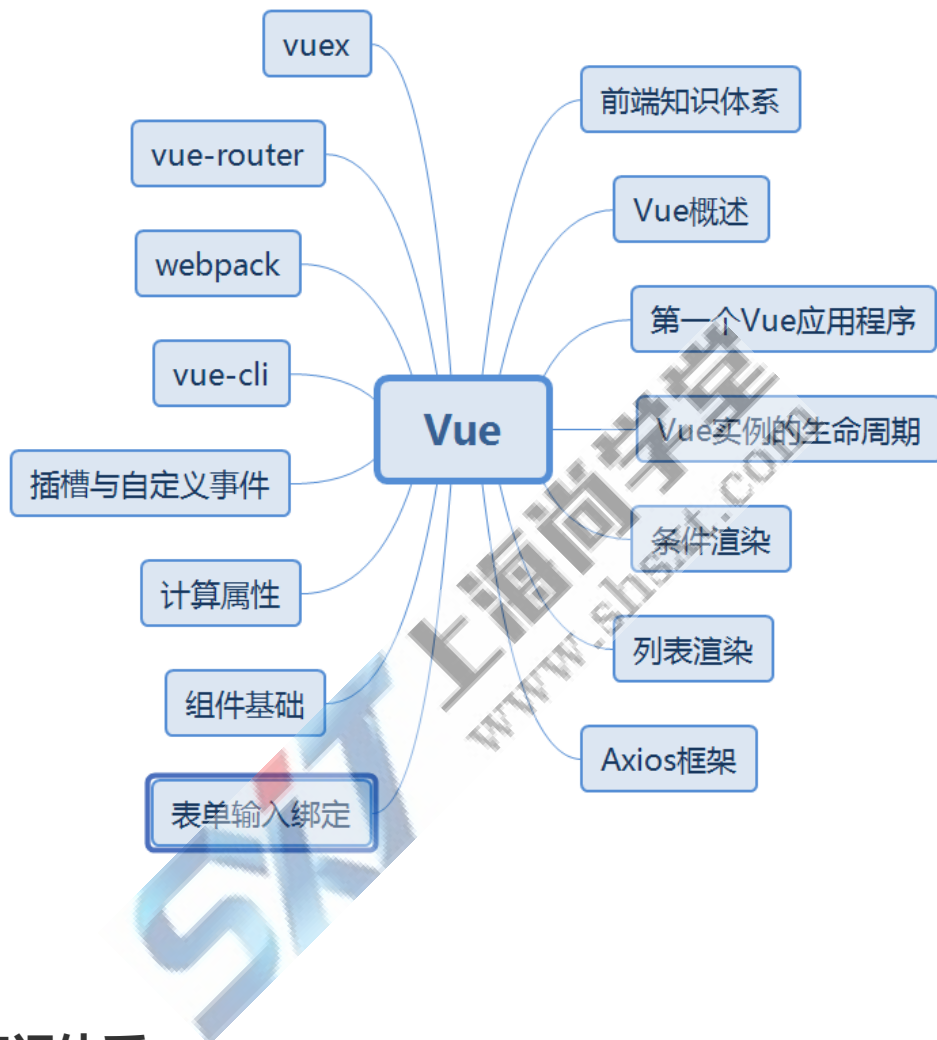 vuex
前端知识体系
vue-router
Vue概述
webpack
第一个Vue应用程序
vue-cli
Vue
Vue实例的生命周期
插槽与自定义事件
条件渲染
计算属性
列表渲染
组件基础
Axios框架
表单输入绑定
SXT 上海尚学堂
www.shsxt.com